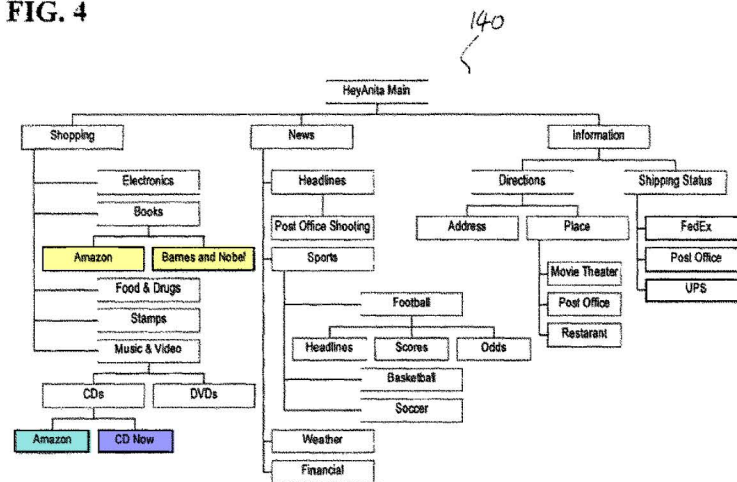 FIG. 4
140
HeyAnita Main
Shopping
News
Information
Electronics
Headlines
Directions
Shipping Status
Books
Post Office Shooting
Address
Place
FedEx
Amazon
Barnes and Nobel
Sports
Movie Theater
Post Office
Food & Drugs
Football
Post Office
UPS
Stamps
Headlines
Scores
Odds
Restarant
Music & Video
Basketball
CDs
DVDs
Soccer
Amazon
CD Now
Weather
Financial